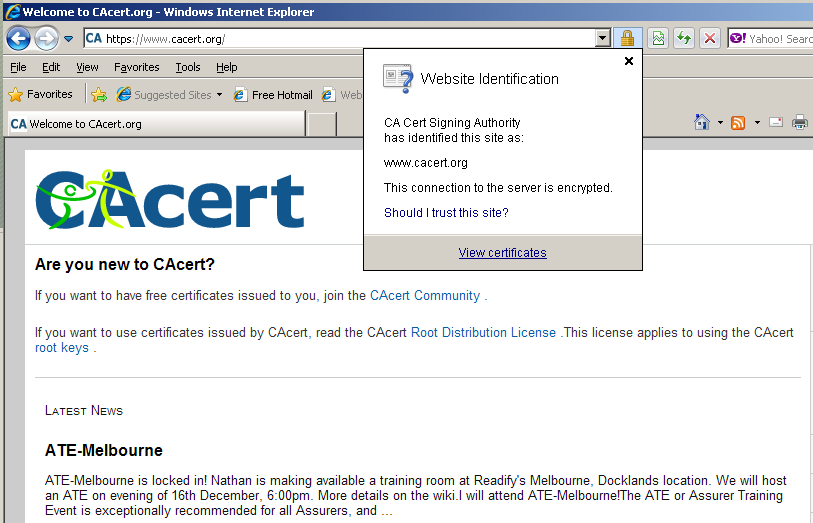 Welcome to CAcert.org - Windows Internet Explorer
CA https://www.cacert.org/
Yahoo! Searc
File Edit View Favorites Tools Help
Favorites Suggested Sites Free Hotmail Web
CA Welcome to CAcert.org
Website Identification
CA Cert Signing Authority
has identified this site as:
www.cacert.org
This connection to the server is encrypted.
Should I trust this site?
View certificates
CAcert
Are you new to CAcert?
If you want to have free certificates issued to you, join the CAcert Community .
If you want to use certificates issued by CAcert, read the CAcert Root Distribution License .This license applies to using the CAcert
root keys .
Latest News
ATE-Melbourne
ATE-Melbourne is locked in! Nathan is making available a training room at Readify's Melbourne, Docklands location. We will host
an ATE on evening of 16th December, 6:00pm. More details on the wiki.I will attend ATE-Melbourne!The ATE or Assurer Training
Event is exceptionally recommended for all Assurers, and ...